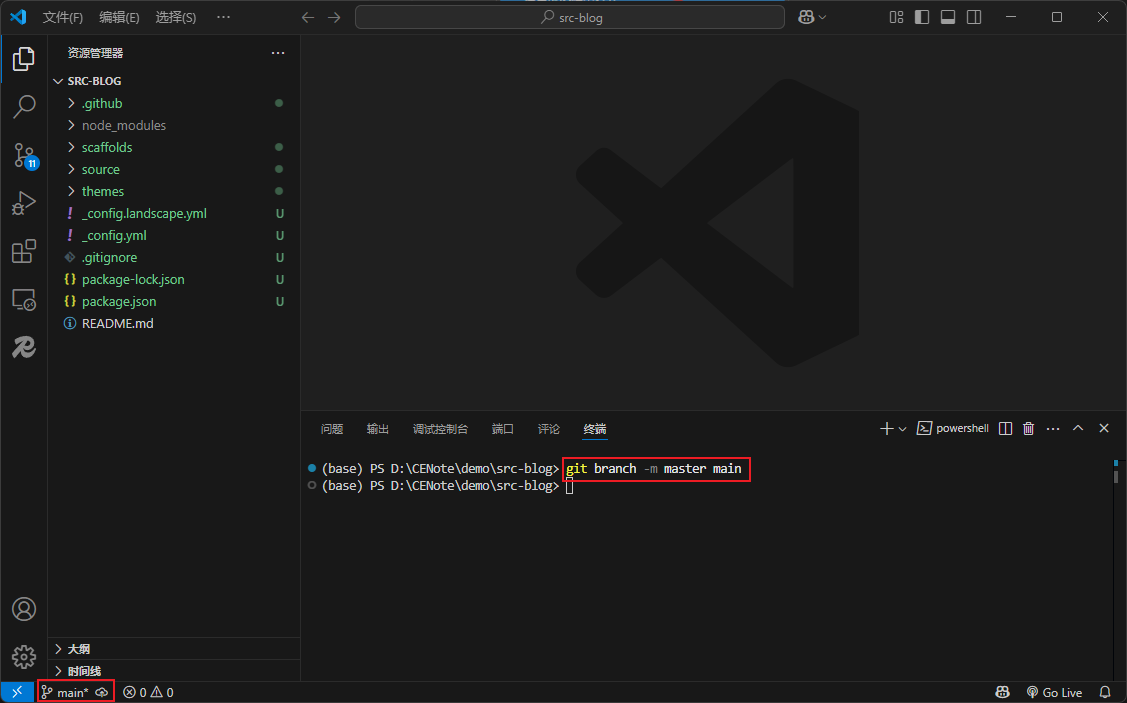 文件(F) 编辑(E) 选择(S) ··· src-blog
资源管理器 ···
SRC-BLOG
.github
node_modules
scaffolds
11
source
themes
_config.landscape.yml U
_config.yml U
.gitignore U
package-lock.json U
package.json U
README.md
问题 输出 调试控制台 端口 评论 终端 powershell ···
(base) PS D:\CENote\demo\src-blog> git branch -m master main
(base) PS D:\CENote\demo\src-blog>
大纲
时间线
main* 0 0 Go Live